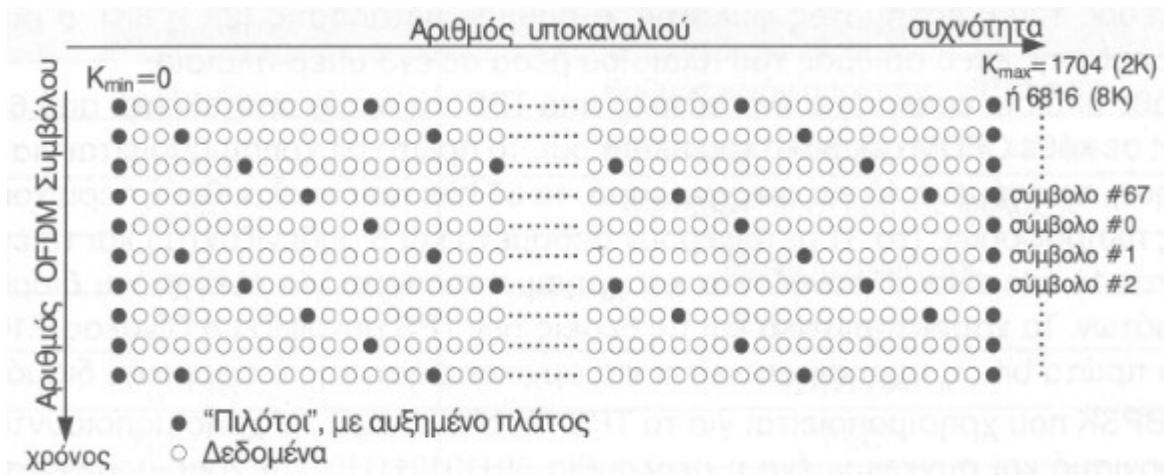 Αριθμός υποκαναλιού συχνότητα
Kmin=0 Kmax=1704 (2K)
ή 6816 (8K)
σύμβολο #67
σύμβολο #0
σύμβολο #1
σύμβολο #2
Αριθμός OFDM Συμβόλου
χρόνος
"Πιλότοι", με αυξημένο πλάτος
Δεδομένα